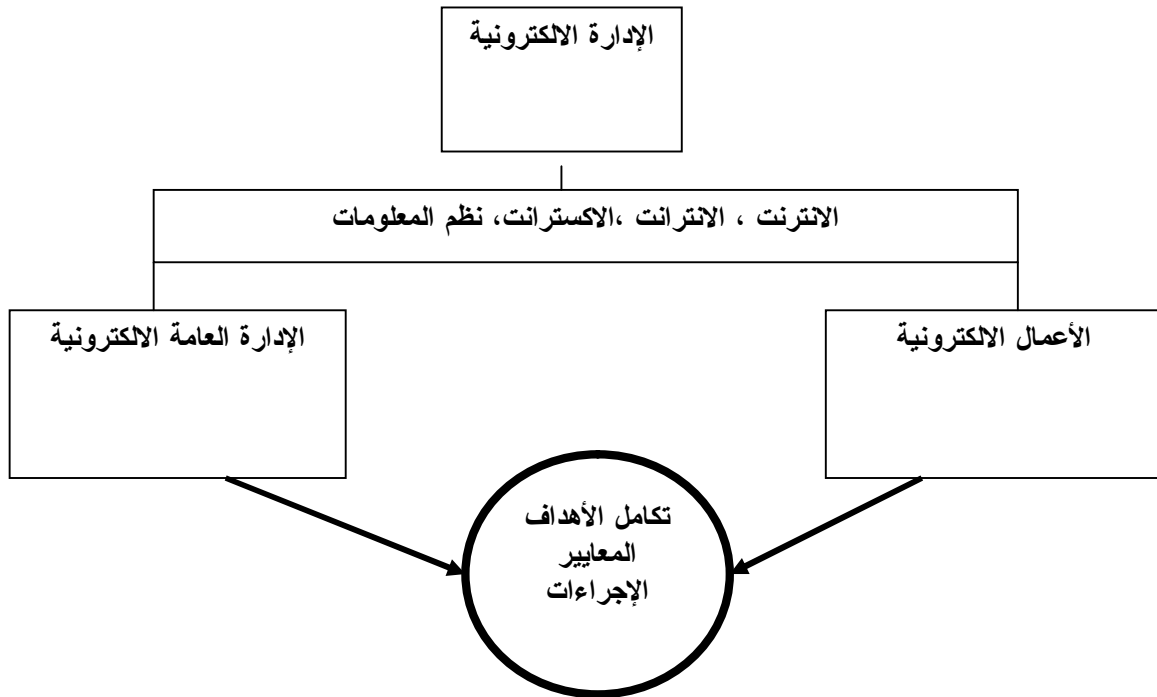 الإدارة الالكترونية
الانترنت ، الانترانت ،الاكسترانت، نظم المعلومات
الأعمال الالكترونية
الإدارة العامة الالكترونية
تكامل الأهداف
المعايير
الإجراءات